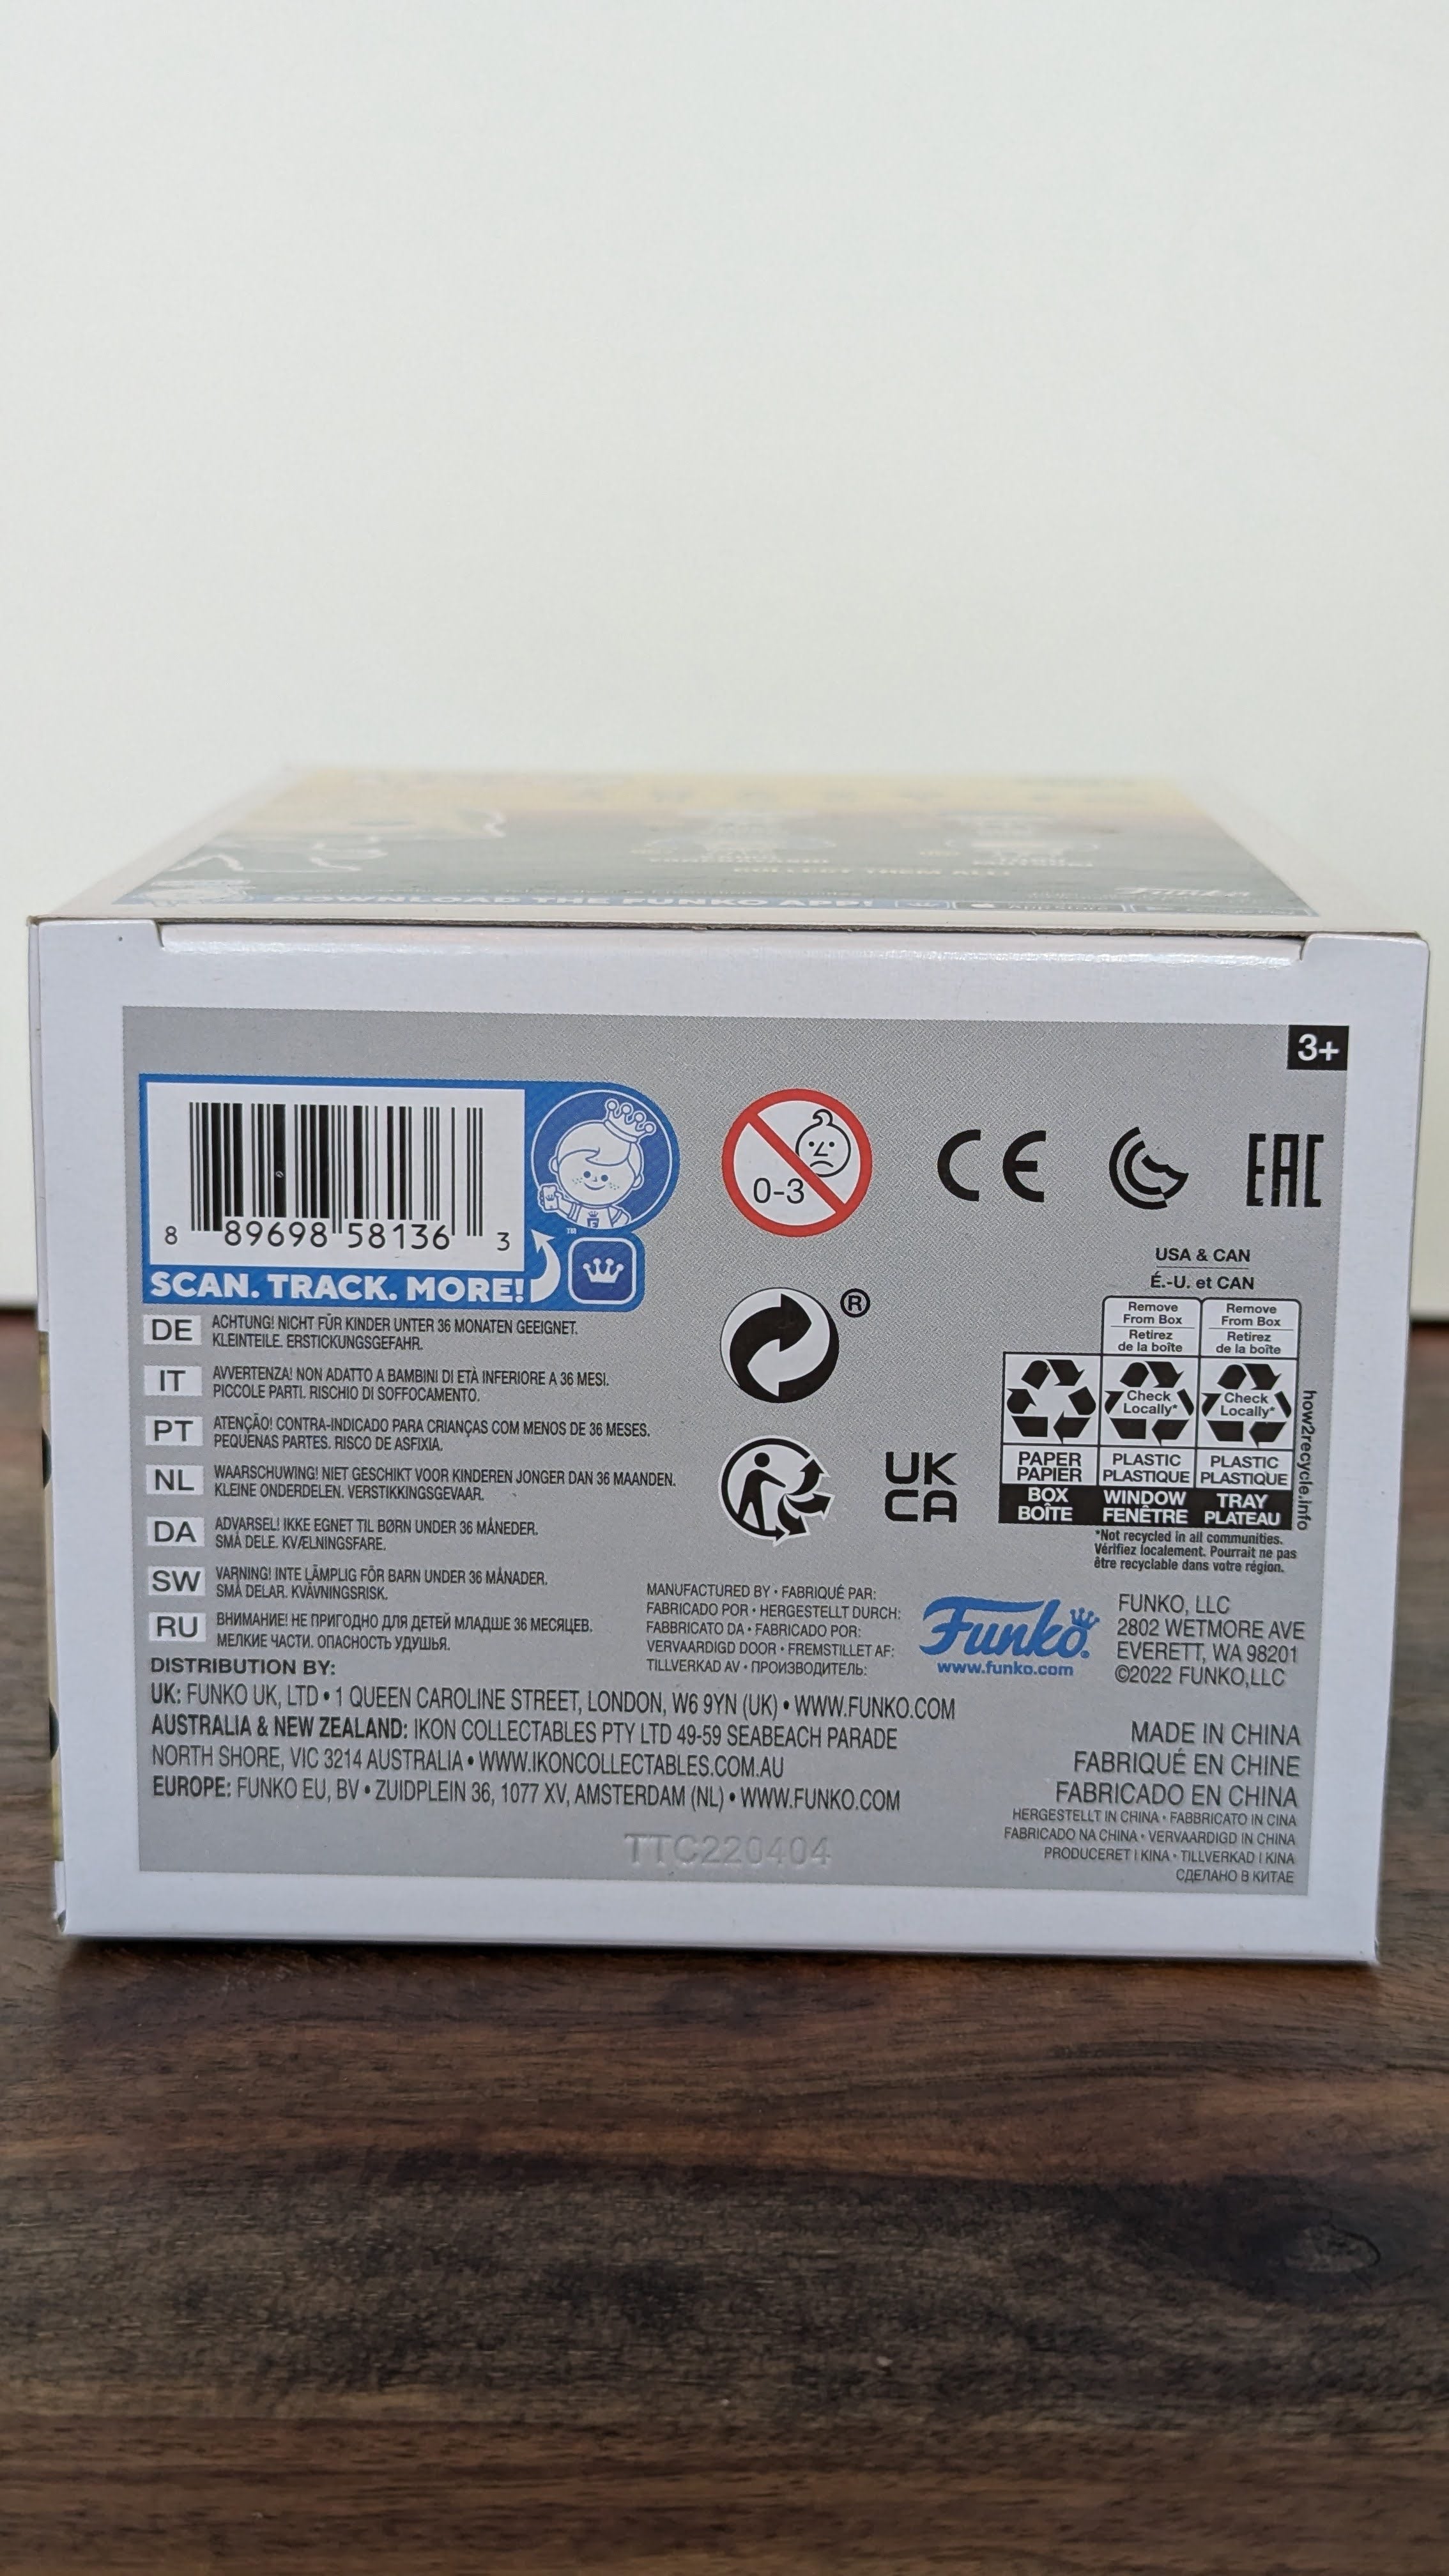 COLLECT THEM ALL!
DOWNLOAD THE FUNKO APP!
Funko
3+
8 89698 58136 3
SCAN. TRACK. MORE!
TM
0-3
CE
EAC
DE ACHTUNG! NICHT FÜR KINDER UNTER 36 MONATEN GEEIGNET.
KLEINTEILE. ERSTICKUNGSGEFAHR.
IT AVVERTENZA! NON ADATTO A BAMBINI DI ETÀ INFERIORE A 36 MESI.
PICCOLE PARTI. RISCHIO DI SOFFOCAMENTO.
PT ATENÇÃO! CONTRA-INDICADO PARA CRIANÇAS COM MENOS DE 36 MESES.
PEQUENAS PARTES. RISCO DE ASFIXIA.
NL WAARSCHUWING! NIET GESCHIKT VOOR KINDEREN JONGER DAN 36 MAANDEN.
KLEINE ONDERDELEN. VERSTIKKINGSGEVAAR.
DA ADVARSEL! IKKE EGNET TIL BØRN UNDER 36 MÅNEDER.
SMÅ DELE. KVÆLNINGSFARE.
SW VARNING! INTE LÄMPLIG FÖR BARN UNDER 36 MÅNADER.
SMÅ DELAR. KVÄVNINGSRISK.
RU ВНИМАНИЕ! НЕ ПРИГОДНО ДЛЯ ДЕТЕЙ МЛАДШЕ 36 МЕСЯЦЕВ.
МЕЛКИЕ ЧАСТИ. ОПАСНОСТЬ УДУШЬЯ.
®
UK
CA
USA & CAN
É.-U. et CAN
Remove
From Box
Retirez
de la boîte
Remove
From Box
Retirez
de la boîte
Check
Locally*
Check
Locally*
PAPER
PAPIER
PLASTIC
PLASTIQUE
PLASTIC
PLASTIQUE
BOX
BOÎTE
WINDOW
FENÊTRE
TRAY
PLATEAU
how2recycle.info
*Not recycled in all communities.
Vérifiez localement. Pourrait ne pas
être recyclable dans votre région.
MANUFACTURED BY • FABRIQUÉ PAR:
FABRICADO POR • HERGESTELLT DURCH:
FABBRICATO DA • FABRICADO POR:
VERVAARDIGD DOOR • FREMSTILLET AF:
TILLVERKAD AV • ПРОИЗВОДИТЕЛЬ:
Funko®
www.funko.com
FUNKO, LLC
2802 WETMORE AVE
EVERETT, WA 98201
©2022 FUNKO,LLC
DISTRIBUTION BY:
UK: FUNKO UK, LTD • 1 QUEEN CAROLINE STREET, LONDON, W6 9YN (UK) • WWW.FUNKO.COM
AUSTRALIA & NEW ZEALAND: IKON COLLECTABLES PTY LTD 49-59 SEABEACH PARADE
NORTH SHORE, VIC 3214 AUSTRALIA • WWW.IKONCOLLECTABLES.COM.AU
EUROPE: FUNKO EU, BV • ZUIDPLEIN 36, 1077 XV, AMSTERDAM (NL) • WWW.FUNKO.COM
MADE IN CHINA
FABRIQUÉ EN CHINE
FABRICADO EN CHINA
HERGESTELLT IN CHINA • FABBRICATO IN CINA
FABRICADO NA CHINA • VERVAARDIGD IN CHINA
PRODUCERET I KINA • TILLVERKAD I KINA
СДЕЛАНО В КИТАЕ
TTC220404